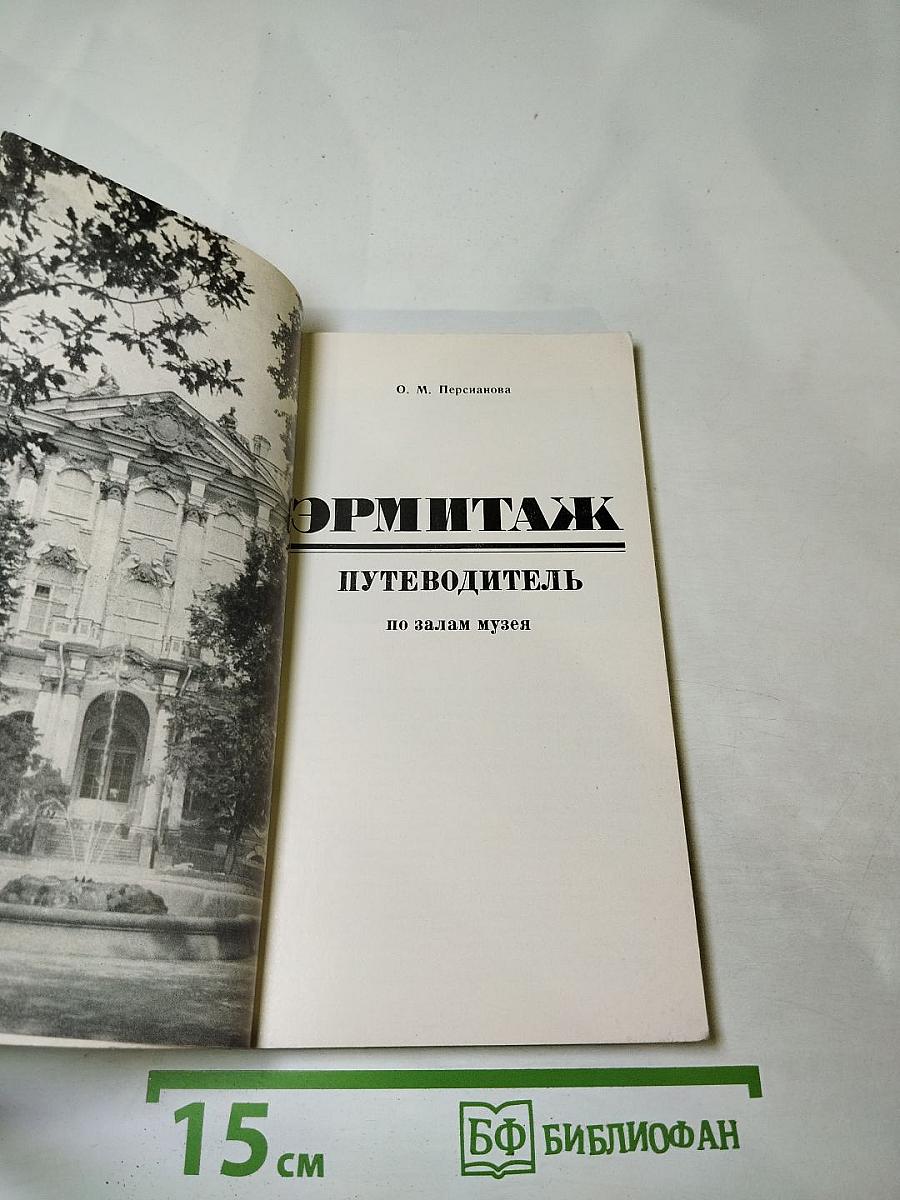 О. М. Персианова
ЭРМИТАЖ
ПУТЕВОДИТЕЛЬ
по залам музея
15 см
БФ БИБЛИОФАН